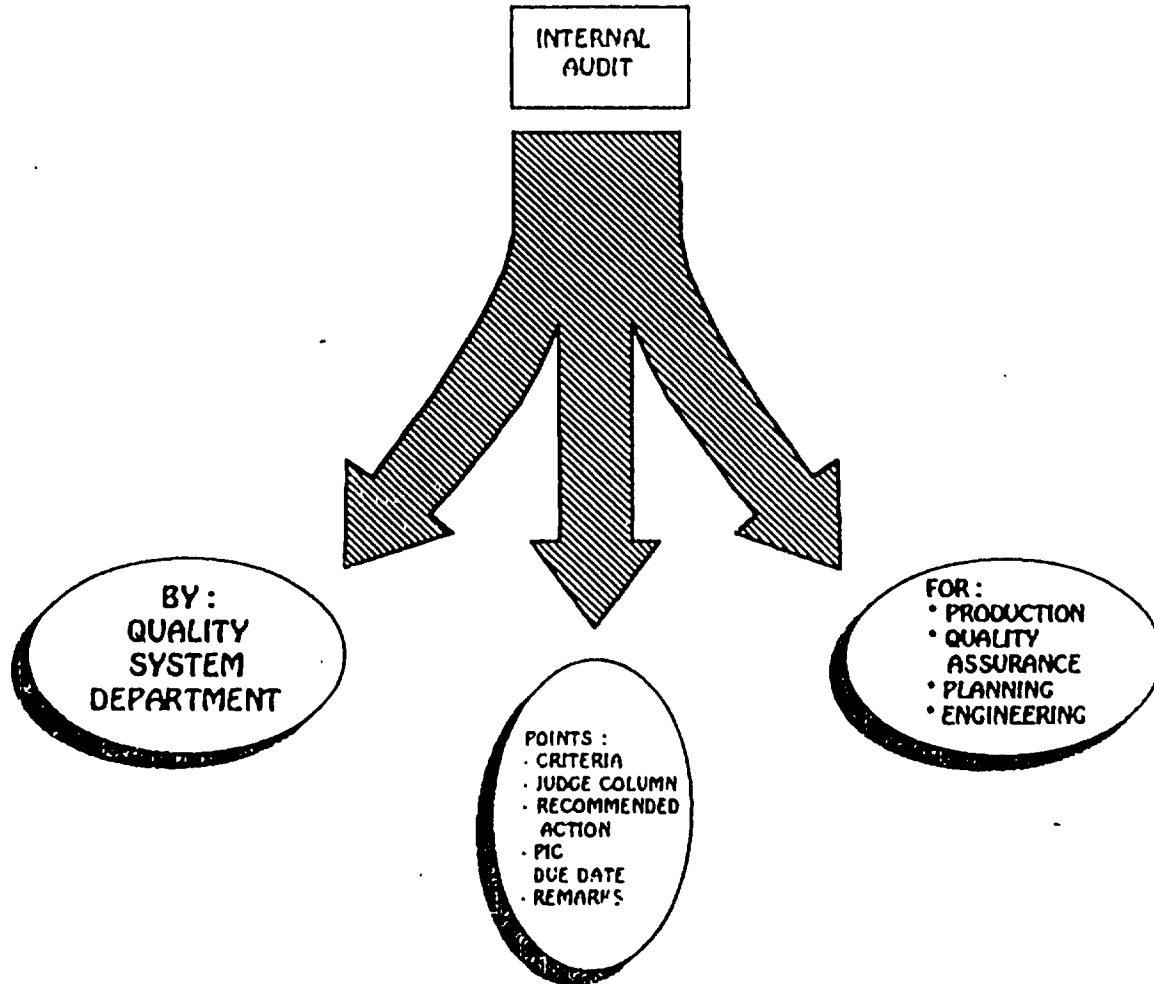 INTERNAL
AUDIT
BY :
QUALITY
SYSTEM
DEPARTMENT
POINTS :
· CRITERIA
· JUDGE COLUMN
· RECOMMENDED
ACTION
· PIC
DUE DATE
· REMARKS
FOR :
* PRODUCTION
* QUALITY
ASSURANCE
* PLANNING
* ENGINEERING